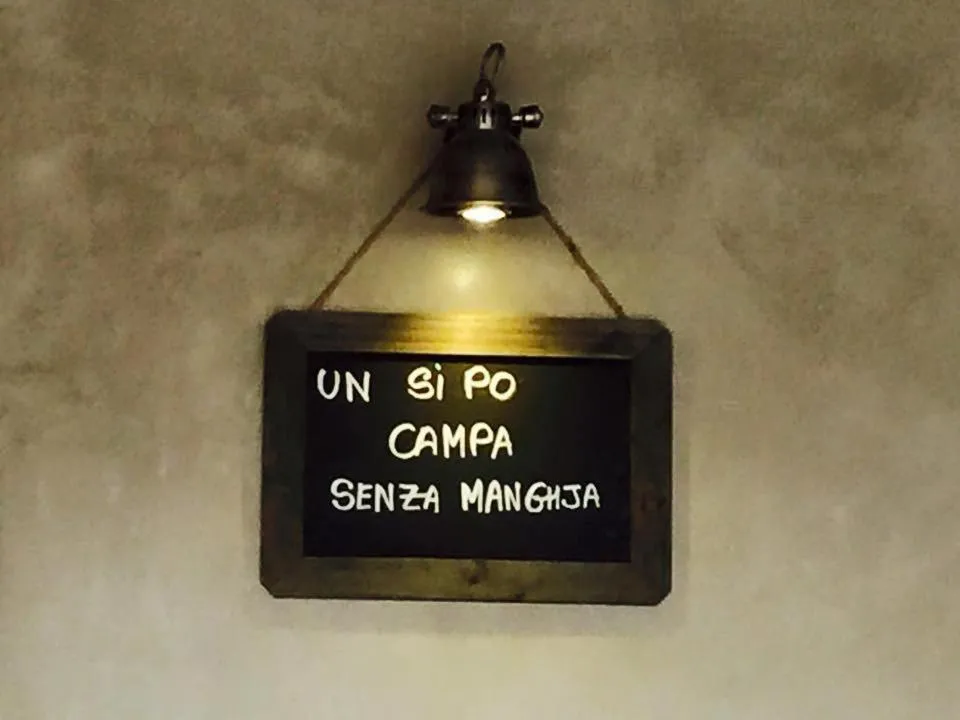 UN Si PO
CAMPA
SENZA MANGHJA